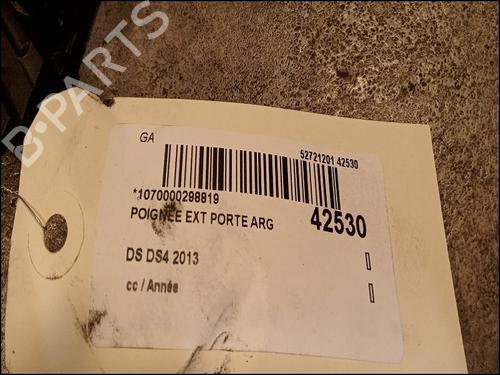 B-PARTS
GA
52721201 42530
*1070000298819
POIGNEE EXT PORTE ARG
42530
DS DS4 2013
cc / Année